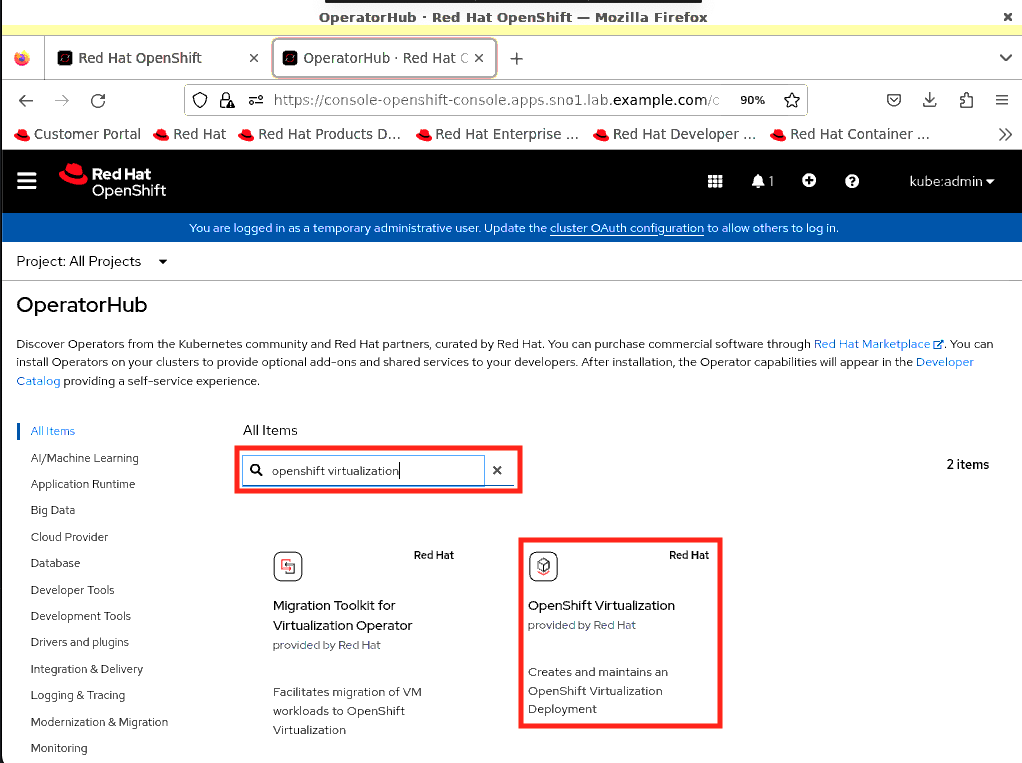 OperatorHub · Red Hat OpenShift — Mozilla Firefox
Red Hat OpenShift
OperatorHub · Red Hat
https://console-openshift-console.apps.sno1.lab.example.com/c
90%
Customer Portal
Red Hat
Red Hat Products D...
Red Hat Enterprise ...
Red Hat Developer ...
Red Hat Container ...
Red Hat
OpenShift
1
kube:admin
You are logged in as a temporary administrative user. Update the cluster OAuth configuration to allow others to log in.
Project: All Projects
OperatorHub
Discover Operators from the Kubernetes community and Red Hat partners, curated by Red Hat. You can purchase commercial software through Red Hat Marketplace. You can
install Operators on your clusters to provide optional add-ons and shared services to your developers. After installation, the Operator capabilities will appear in the Developer
Catalog providing a self-service experience.
All Items
AI/Machine Learning
Application Runtime
Big Data
Cloud Provider
Database
Developer Tools
Development Tools
Drivers and plugins
Integration & Delivery
Logging & Tracing
Modernization & Migration
Monitoring
All Items
openshift virtualization
2 items
Red Hat
Migration Toolkit for
Virtualization Operator
provided by Red Hat
Facilitates migration of VM
workloads to OpenShift
Virtualization
Red Hat
OpenShift Virtualization
provided by Red Hat
Creates and maintains an
OpenShift Virtualization
Deployment